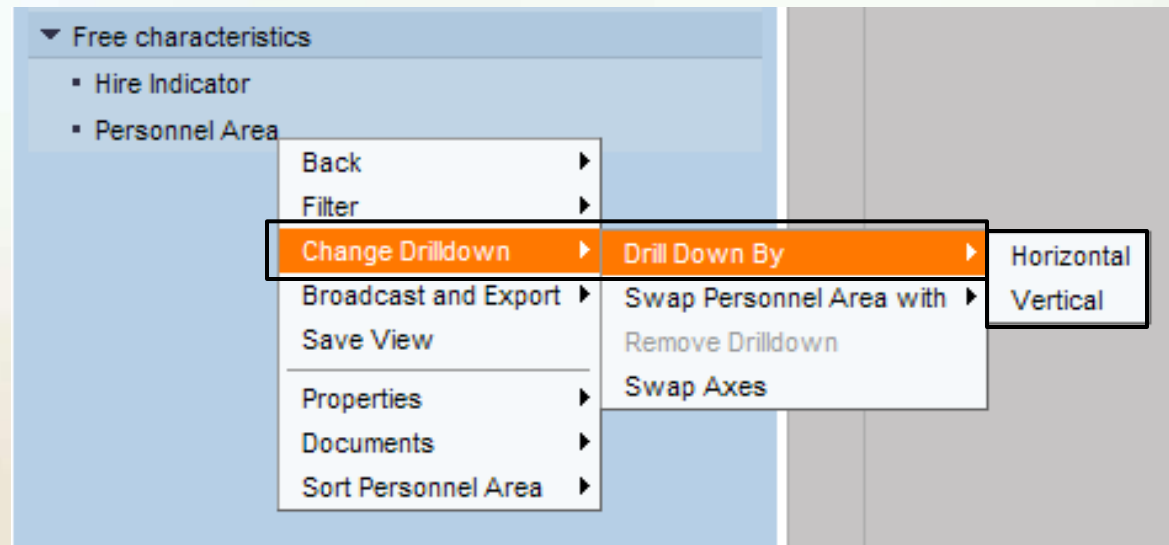 Free characteristics
Hire Indicator
Personnel Area
Back
Filter
Change Drilldown
Broadcast and Export
Save View
Properties
Documents
Sort Personnel Area
Drill Down By
Swap Personnel Area with
Remove Drilldown
Swap Axes
Horizontal
Vertical